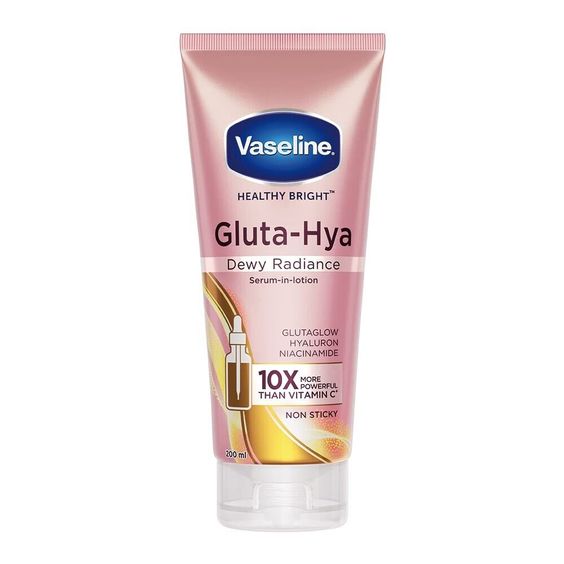 Vaseline.
HEALTHY BRIGHT™
Gluta-Hya
Dewy Radiance
Serum-in-lotion
GLUTAGLOW
HYALURON
NIACINAMIDE
10X MORE POWERFUL
THAN VITAMIN C*
NON STICKY
200 ml